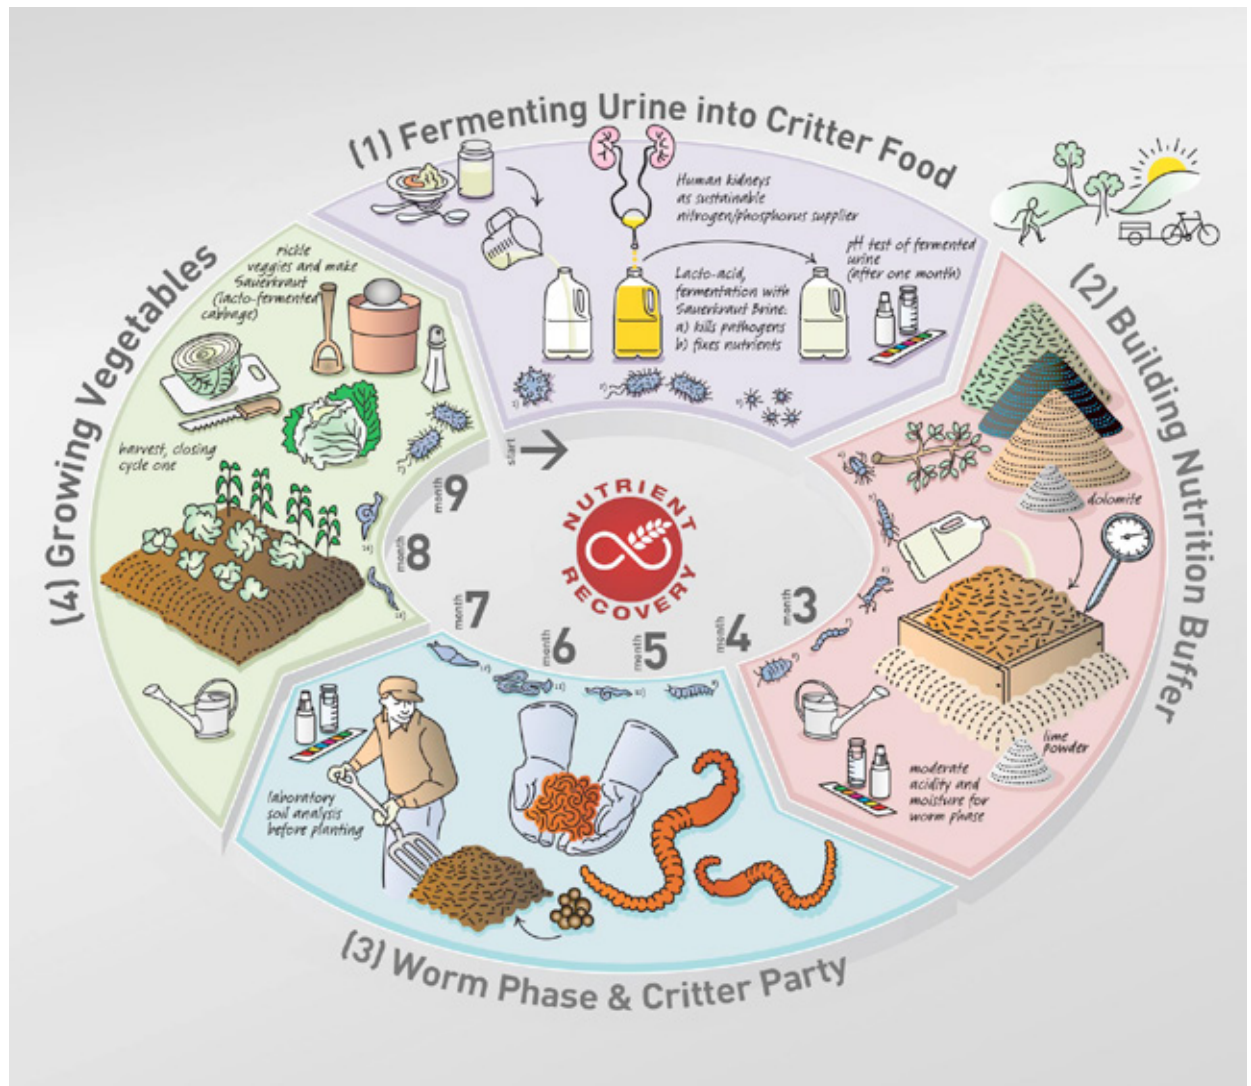 (1) Fermenting Urine into Critter Food
Human kidneys
as sustainable
nitrogen/phosphorus supplier
pH test of fermented
urine
(after one month)
Lacto-acid,
fermentation with
Sauerkraut Brine:
a) kills pathogens
b) fixes nutrients
(2) Building Nutrition Buffer
dolomite
lime
powder
moderate
acidity and
moisture for
worm phase
(3) Worm Phase & Critter Party
laboratory
soil analysis
before planting
(4) Growing Vegetables
pickle
veggies and make
Sauerkraut
(lacto-fermented
cabbage)
harvest, closing
cycle one
start
NUTRIENT
RECOVERY
month 3
month 4
month 5
month 6
month 7
month 8
month 9